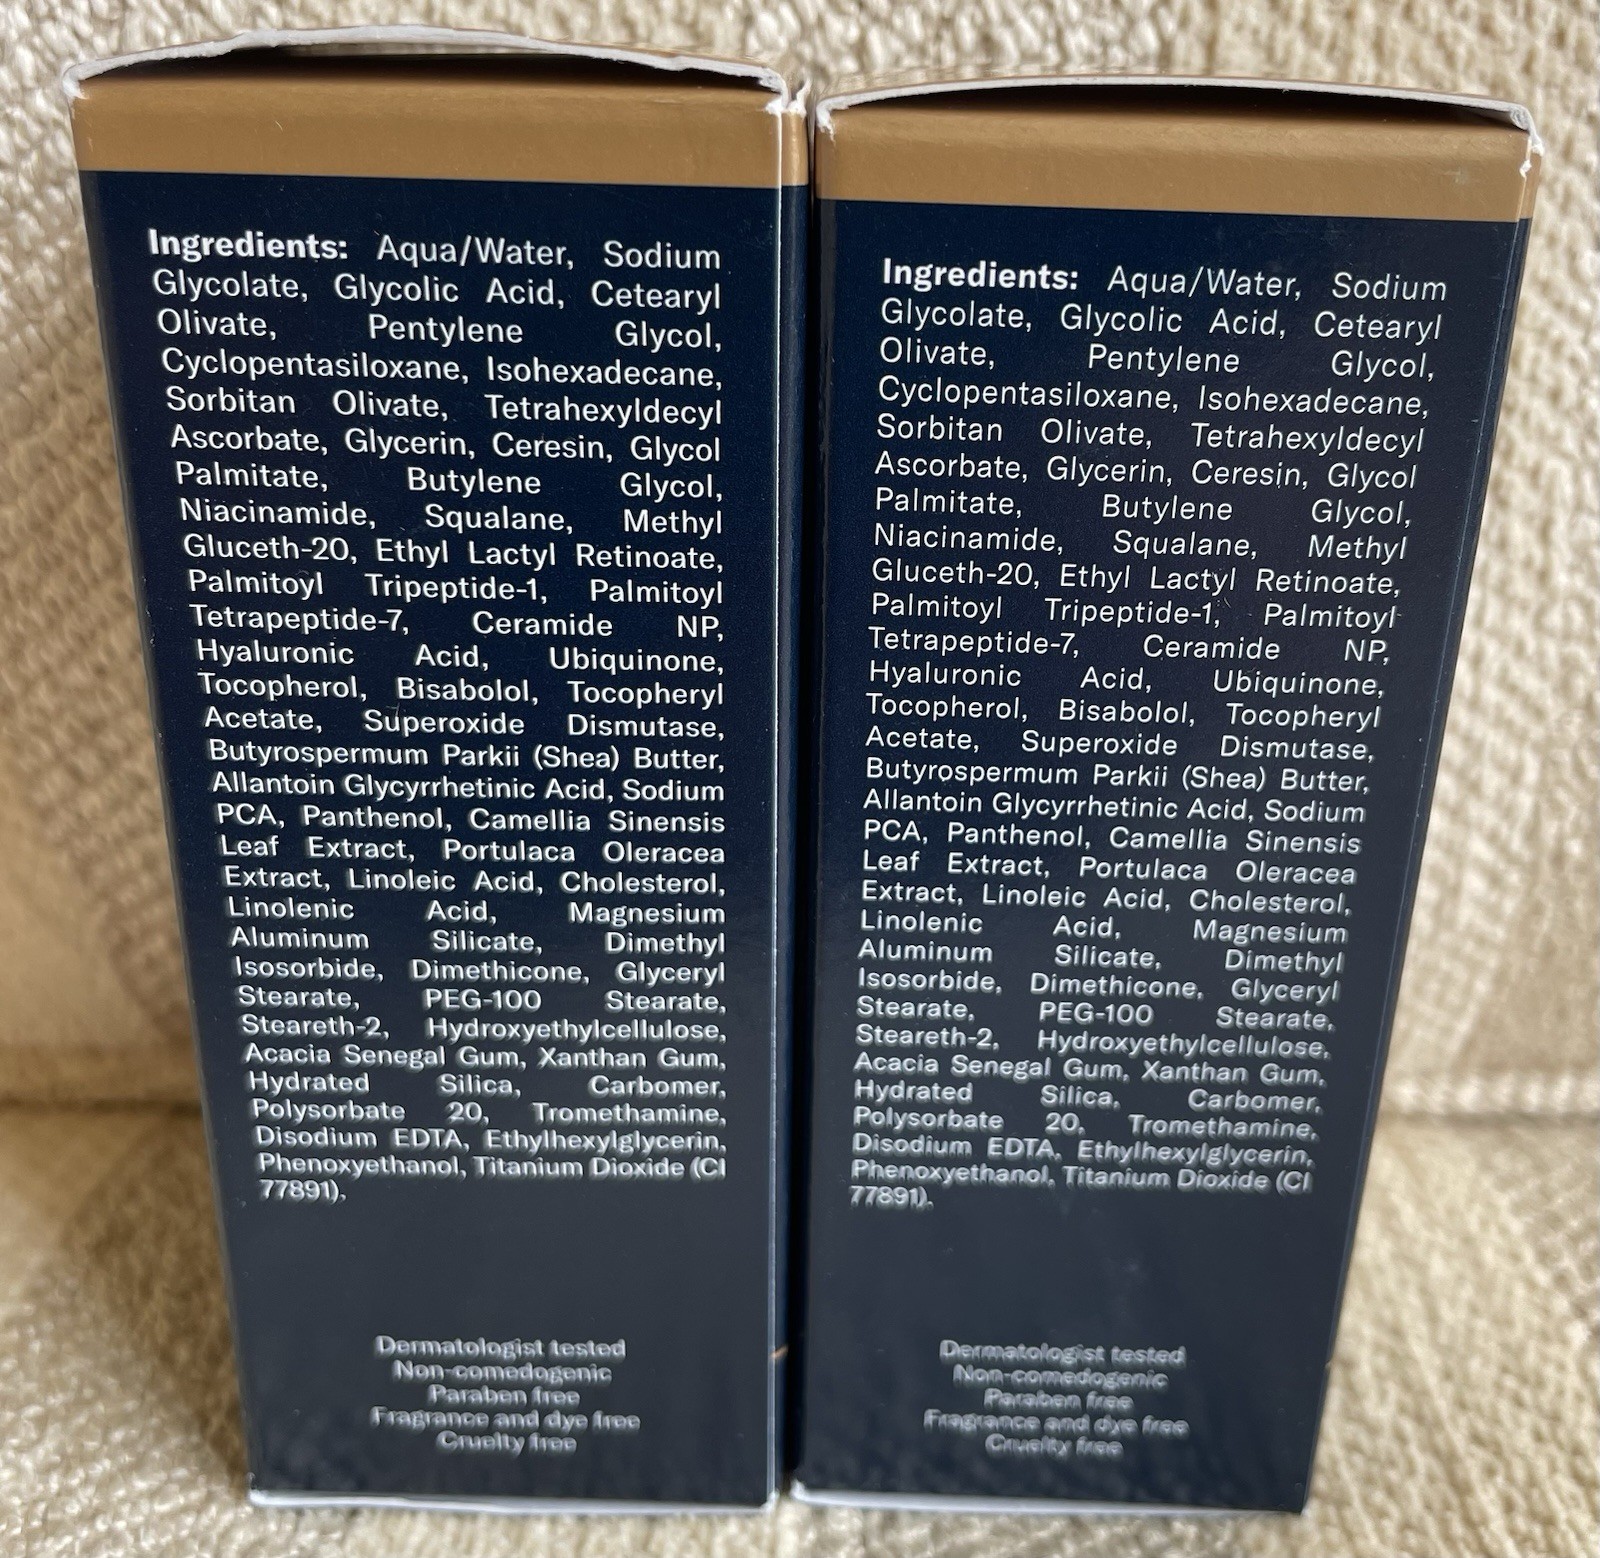 Ingredients: Aqua/Water, Sodium
Glycolate, Glycolic Acid, Cetearyl
Olivate, Pentylene Glycol,
Cyclopentasiloxane, Isohexadecane,
Sorbitan Olivate, Tetrahexyldecyl
Ascorbate, Glycerin, Ceresin, Glycol
Palmitate, Butylene Glycol,
Niacinamide, Squalane, Methyl
Gluceth-20, Ethyl Lactyl Retinoate,
Palmitoyl Tripeptide-1, Palmitoyl
Tetrapeptide-7, Ceramide NP,
Hyaluronic Acid, Ubiquinone,
Tocopherol, Bisabolol, Tocopheryl
Acetate, Superoxide Dismutase,
Butyrospermum Parkii (Shea) Butter,
Allantoin Glycyrrhetinic Acid, Sodium
PCA, Panthenol, Camellia Sinensis
Leaf Extract, Portulaca Oleracea
Extract, Linoleic Acid, Cholesterol,
Linolenic Acid, Magnesium
Aluminum Silicate, Dimethyl
Isosorbide, Dimethicone, Glyceryl
Stearate, PEG-100 Stearate,
Steareth-2, Hydroxyethylcellulose,
Acacia Senegal Gum, Xanthan Gum,
Hydrated Silica, Carbomer,
Polysorbate 20, Tromethamine,
Disodium EDTA, Ethylhexylglycerin,
Phenoxyethanol, Titanium Dioxide (CI
77891).
Dermatologist tested
Non-comedogenic
Paraben free
Fragrance and dye free
Cruelty free
Ingredients: Aqua/Water, Sodium
Glycolate, Glycolic Acid, Cetearyl
Olivate, Pentylene Glycol,
Cyclopentasiloxane, Isohexadecane,
Sorbitan Olivate, Tetrahexyldecyl
Ascorbate, Glycerin, Ceresin, Glycol
Palmitate, Butylene Glycol,
Niacinamide, Squalane, Methyl
Gluceth-20, Ethyl Lactyl Retinoate,
Palmitoyl Tripeptide-1, Palmitoyl
Tetrapeptide-7, Ceramide NP,
Hyaluronic Acid, Ubiquinone,
Tocopherol, Bisabolol, Tocopheryl
Acetate, Superoxide Dismutase,
Butyrospermum Parkii (Shea) Butter,
Allantoin Glycyrrhetinic Acid, Sodium
PCA, Panthenol, Camellia Sinensis
Leaf Extract, Portulaca Oleracea
Extract, Linoleic Acid, Cholesterol,
Linolenic Acid, Magnesium
Aluminum Silicate, Dimethyl
Isosorbide, Dimethicone, Glyceryl
Stearate, PEG-100 Stearate,
Steareth-2, Hydroxyethylcellulose,
Acacia Senegal Gum, Xanthan Gum,
Hydrated Silica, Carbomer,
Polysorbate 20, Tromethamine,
Disodium EDTA, Ethylhexylglycerin,
Phenoxyethanol, Titanium Dioxide (CI
77891).
Dermatologist tested
Non-comedogenic
Paraben free
Fragrance and dye free
Cruelty free